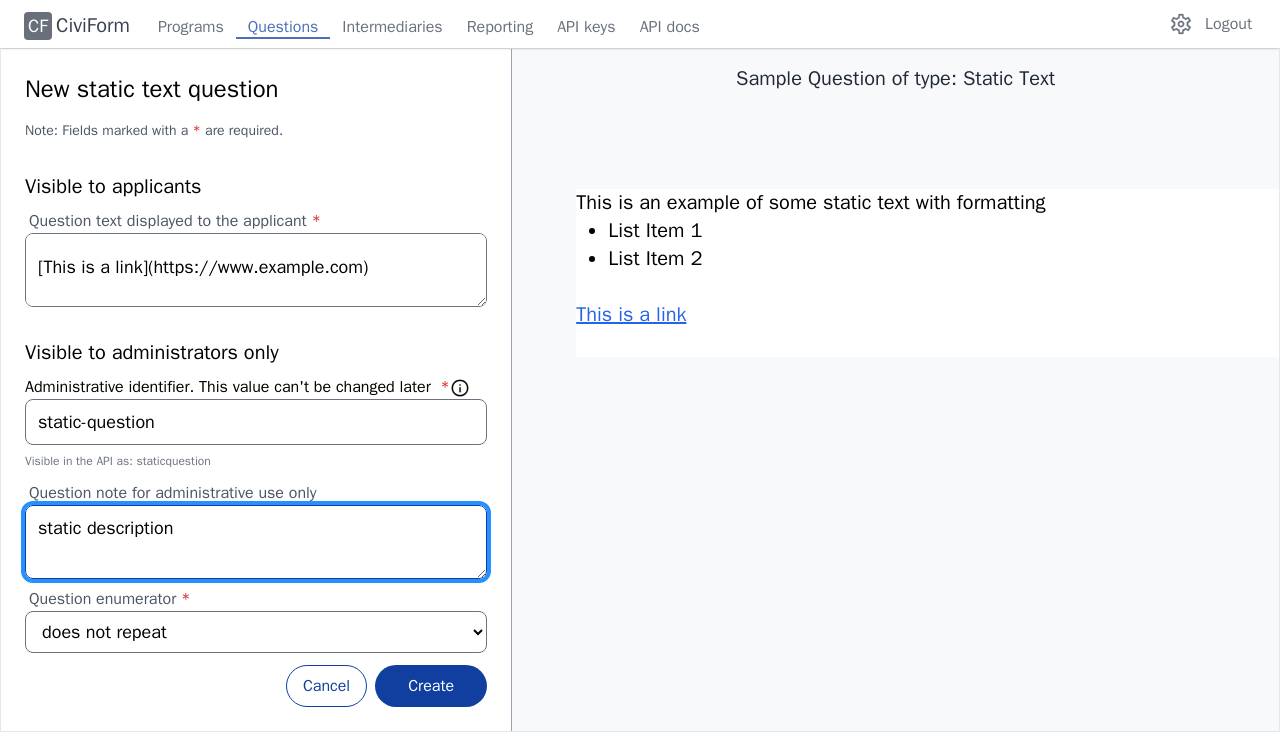 CF CiviForm Programs Questions Intermediaries Reporting API keys API docs Logout
New static text question
Note: Fields marked with a * are required.
Visible to applicants
Question text displayed to the applicant *
[This is a link](https://www.example.com)
Visible to administrators only
Administrative identifier. This value can't be changed later *
static-question
Visible in the API as: staticquestion
Question note for administrative use only
static description
Question enumerator *
does not repeat
Cancel Create
Sample Question of type: Static Text
This is an example of some static text with formatting
• List Item 1
• List Item 2
This is a link